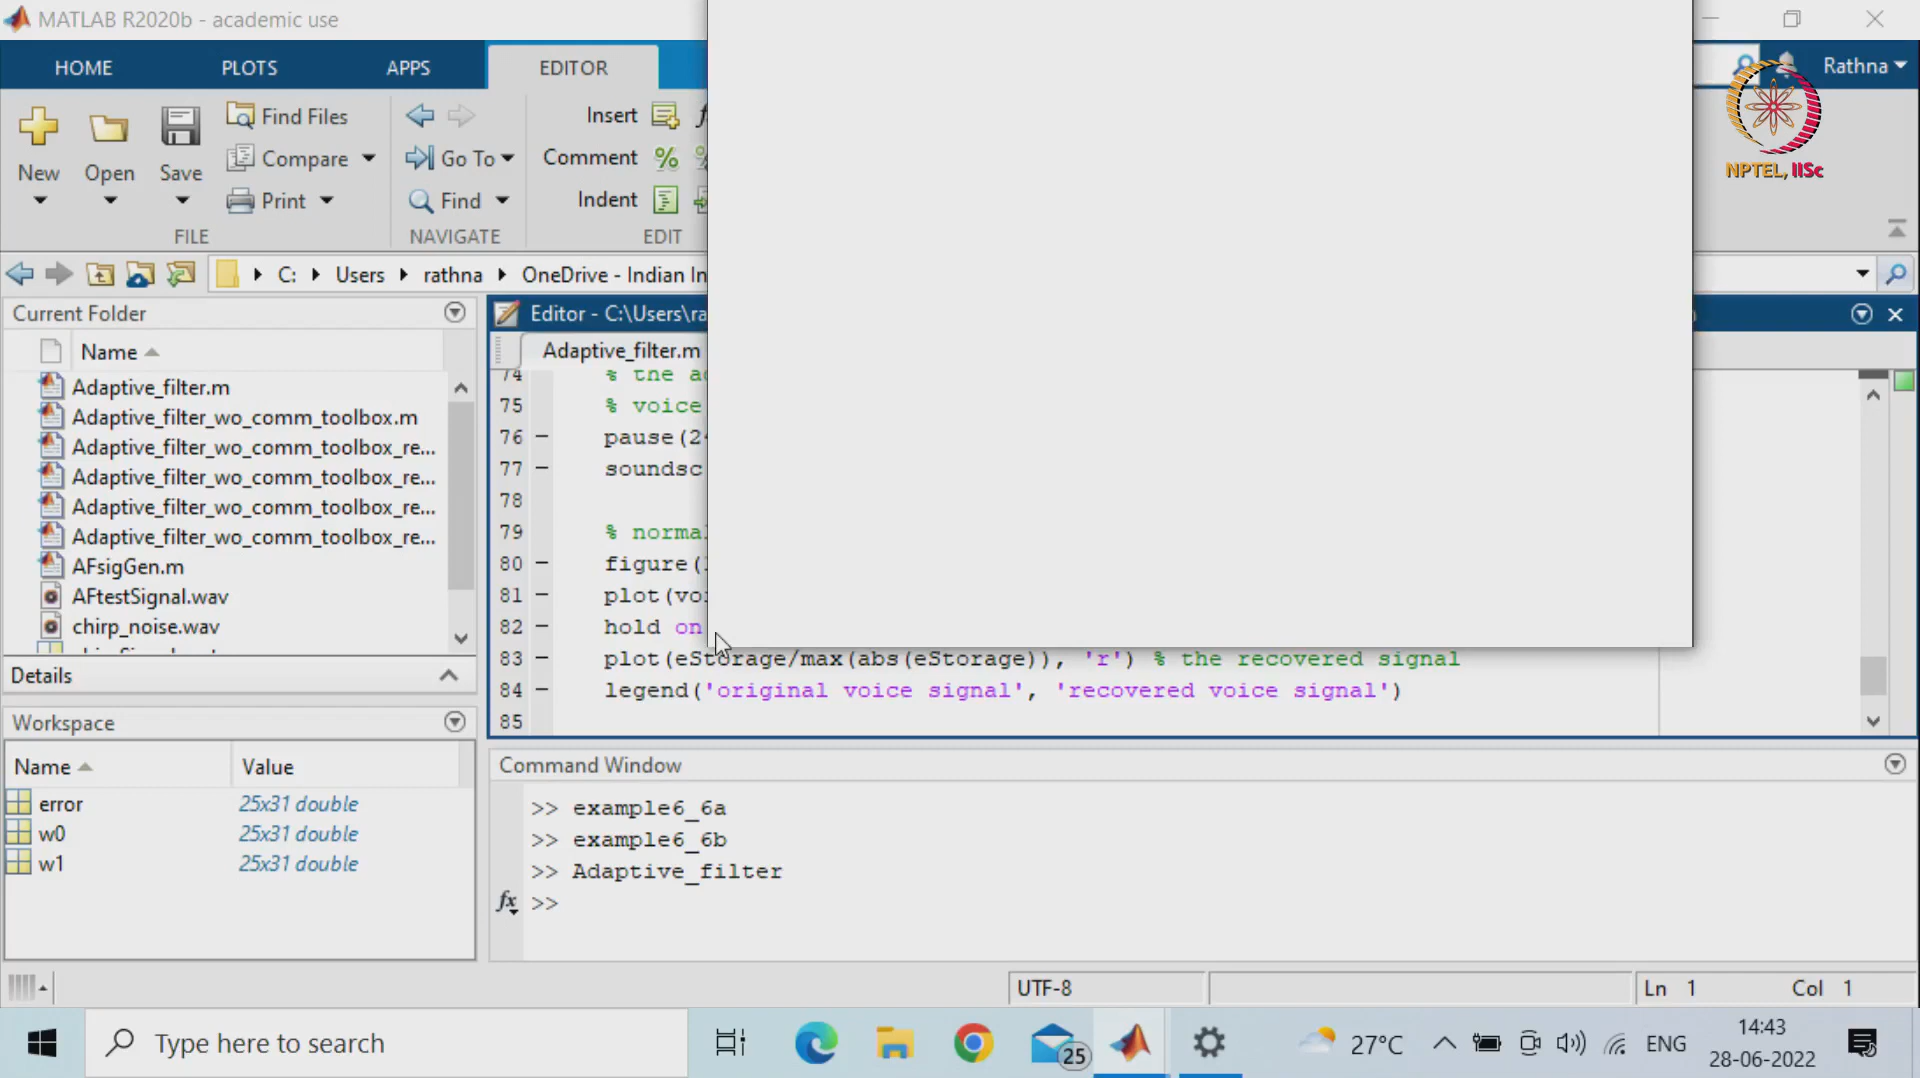 MATLAB R2020b - academic use
HOME
PLOTS
APPS
EDITOR
Rathna
New
Open
Save
Find Files
Compare
Print
Go To
Find
Insert
Comment
Indent
FILE
NAVIGATE
EDIT
NPTEL, IISc
C: Users rathna OneDrive - Indian In
Current Folder
Name
Adaptive_filter.m
Adaptive_filter_wo_comm_toolbox.m
Adaptive_filter_wo_comm_toolbox_re...
Adaptive_filter_wo_comm_toolbox_re...
Adaptive_filter_wo_comm_toolbox_re...
Adaptive_filter_wo_comm_toolbox_re...
AFsigGen.m
AFtestSignal.wav
chirp_noise.wav
Details
Workspace
Name Value
error 25x31 double
w0 25x31 double
w1 25x31 double
Editor - C:\Users\ra
Adaptive_filter.m
74 % the
75 % voice
76 - pause(2
77 - soundsc
78
79 % norma
80 - figure(
81 - plot(vo
82 - hold on
83 - plot(eStorage/max(abs(eStorage)), 'r') % the recovered signal
84 - legend('original voice signal', 'recovered voice signal')
85
Command Window
>> example6_6a
>> example6_6b
>> Adaptive_filter
fx >>
UTF-8
Ln 1 Col 1
Type here to search
25
27°C
ENG
14:43
28-06-2022